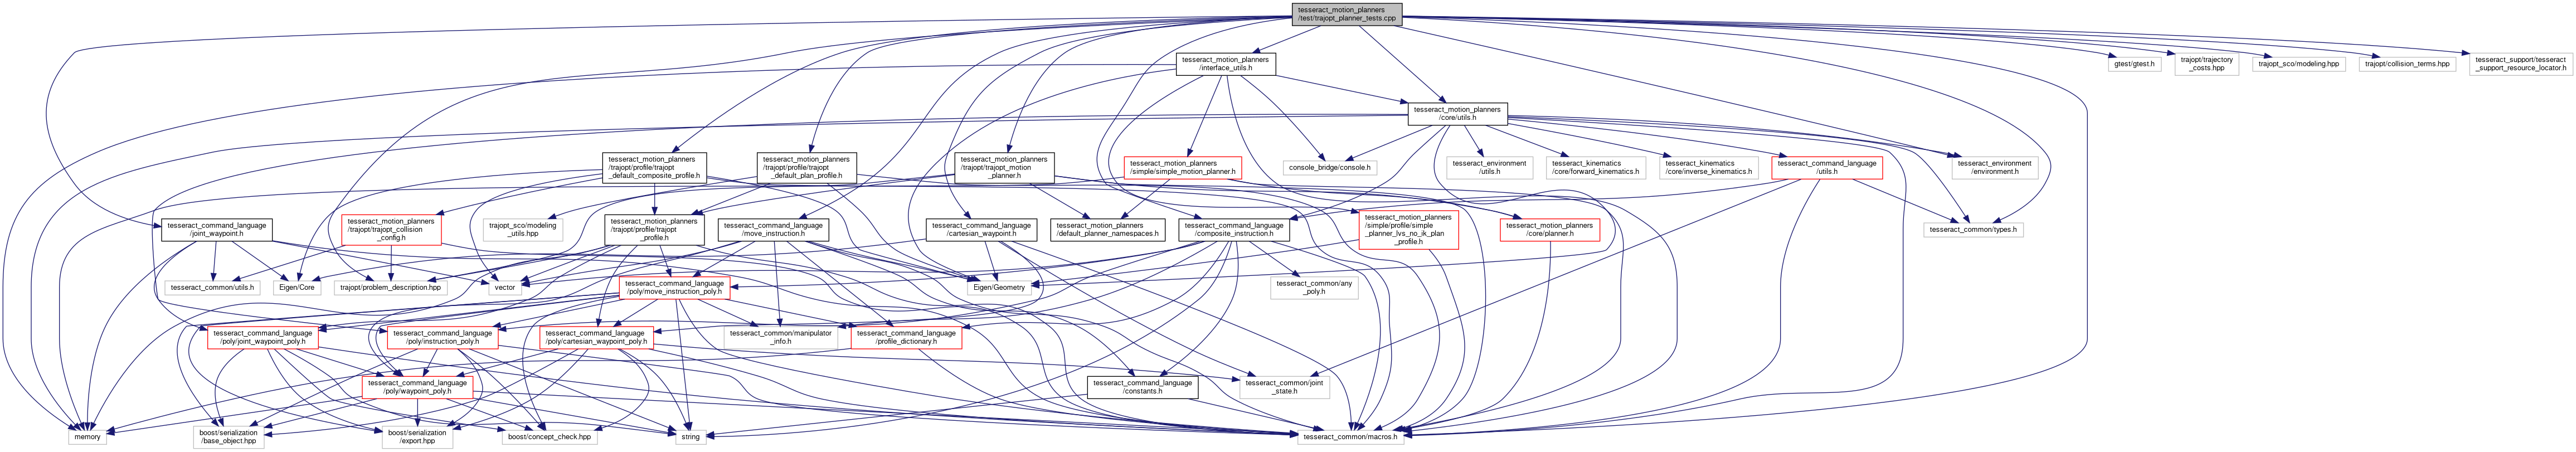 tesseract_motion_planners
/test/trajopt_planner_tests.cpp
tesseract_motion_planners
/interface_utils.h
gtest/gtest.h
trajopt/trajectory
_costs.hpp
trajopt_sco/modeling.hpp
trajopt/collision_terms.hpp
tesseract_support/tesseract
_support_resource_locator.h
tesseract_motion_planners
/core/utils.h
tesseract_motion_planners
/trajopt/profile/trajopt
_default_composite_profile.h
tesseract_motion_planners
/trajopt/profile/trajopt
_default_plan_profile.h
tesseract_motion_planners
/trajopt/trajopt_motion
_planner.h
tesseract_motion_planners
/simple/simple_motion_planner.h
console_bridge/console.h
tesseract_environment
/utils.h
tesseract_kinematics
/core/forward_kinematics.h
tesseract_kinematics
/core/inverse_kinematics.h
tesseract_command_language
/utils.h
tesseract_environment
/environment.h
tesseract_command_language
/joint_waypoint.h
tesseract_motion_planners
/trajopt/trajopt_collision
_config.h
trajopt_sco/modeling
_utils.hpp
tesseract_motion_planners
/trajopt/profile/trajopt
_profile.h
tesseract_command_language
/move_instruction.h
tesseract_command_language
/cartesian_waypoint.h
tesseract_motion_planners
/default_planner_namespaces.h
tesseract_command_language
/composite_instruction.h
tesseract_motion_planners
/simple/profile/simple
_planner_lvs_no_ik_plan
_profile.h
tesseract_motion_planners
/core/planner.h
tesseract_common/types.h
tesseract_common/utils.h
Eigen/Core
trajopt/problem_description.hpp
vector
tesseract_command_language
/poly/move_instruction_poly.h
Eigen/Geometry
tesseract_common/any
_poly.h
tesseract_command_language
/poly/joint_waypoint_poly.h
tesseract_command_language
/poly/instruction_poly.h
tesseract_command_language
/poly/cartesian_waypoint_poly.h
tesseract_common/manipulator
_info.h
tesseract_command_language
/profile_dictionary.h
tesseract_command_language
/poly/waypoint_poly.h
tesseract_command_language
/constants.h
tesseract_common/joint
_state.h
memory
boost/serialization
/base_object.hpp
boost/serialization
/export.hpp
boost/concept_check.hpp
string
tesseract_common/macros.h